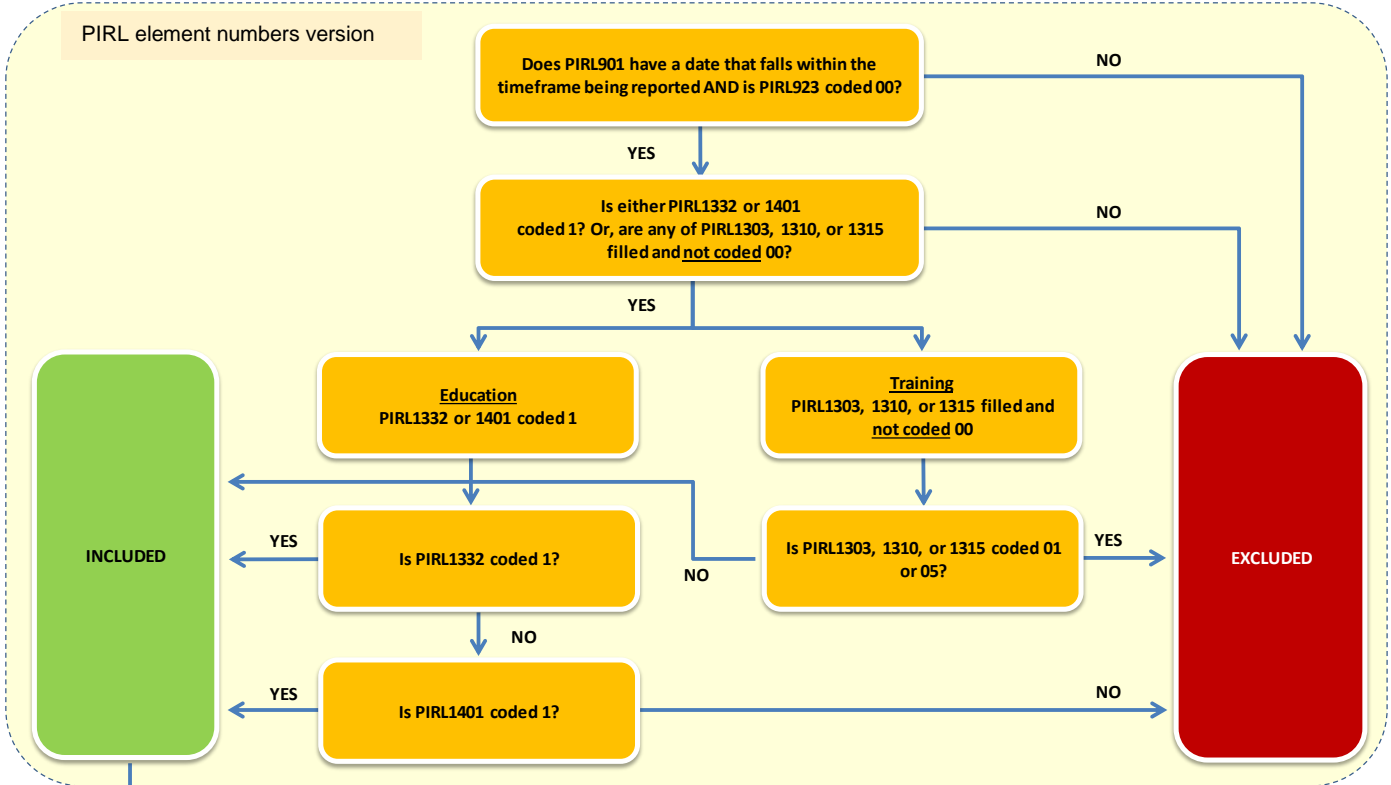 PIRL element numbers version
Does PIRL901 have a date that falls within the
timeframe being reported AND is PIRL923 coded 00?
NO
YES
Is either PIRL1332 or 1401
coded 1? Or, are any of PIRL1303, 1310, or 1315
filled and not coded 00?
NO
YES
Education
PIRL1332 or 1401 coded 1
Training
PIRL1303, 1310, or 1315 filled and
not coded 00
INCLUDED
YES
Is PIRL1332 coded 1?
NO
Is PIRL1303, 1310, or 1315 coded 01
or 05?
YES
EXCLUDED
NO
YES
Is PIRL1401 coded 1?
NO